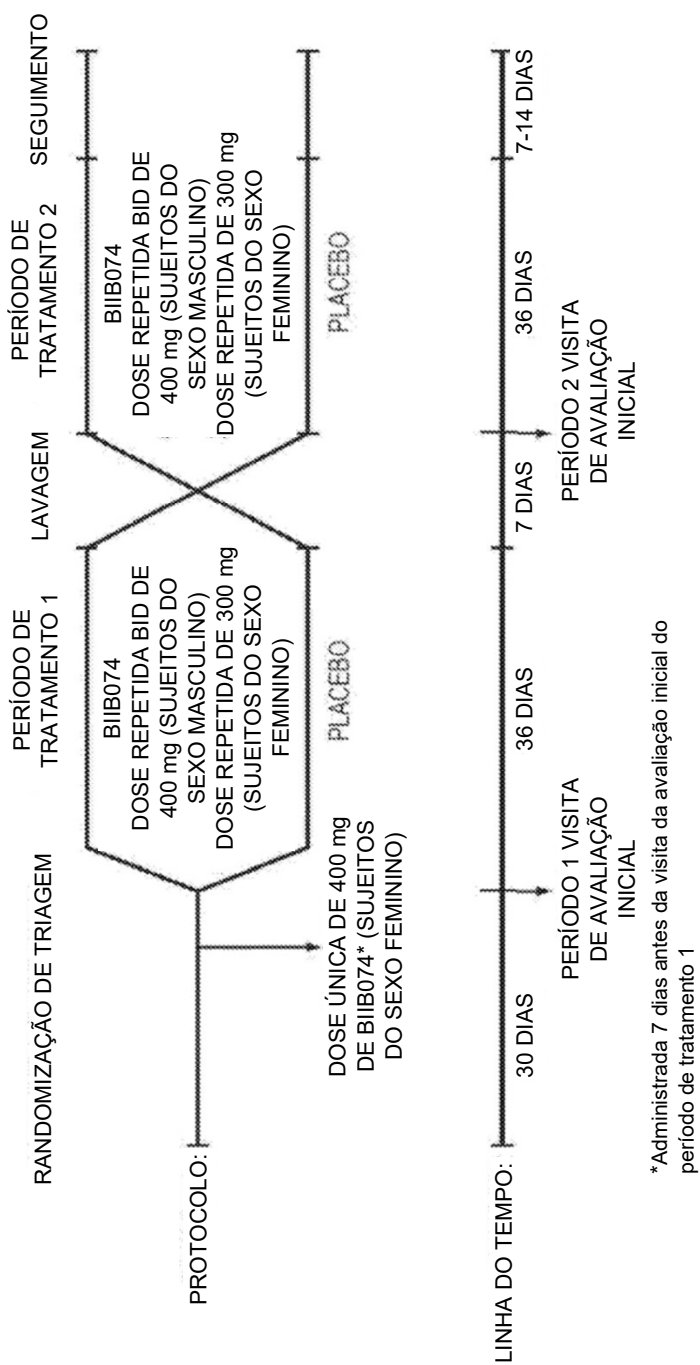 RANDOMIZAÇÃO DE TRIAGEM
PERÍODO DE
TRATAMENTO 1
LAVAGEM
PERÍODO DE
TRATAMENTO 2
SEGUIMENTO
PROTOCOLO:
DOSE ÚNICA DE 400 mg
DE BIIB074* (SUJEITOS
DO SEXO FEMININO)
BIIB074
DOSE REPETIDA BID DE
400 mg (SUJEITOS DO
SEXO MASCULINO)
DOSE REPETIDA DE 300 mg
(SUJEITOS DO SEXO
FEMININO)
PLACEBO
BIIB074
DOSE REPETIDA BID DE
400 mg (SUJEITOS DO
SEXO MASCULINO)
DOSE REPETIDA DE 300 mg
(SUJEITOS DO SEXO
FEMININO)
PLACEBO
LINHA DO TEMPO:
30 DIAS
36 DIAS
7 DIAS
36 DIAS
7-14 DIAS
PERÍODO 1 VISITA
DE AVALIAÇÃO
INICIAL
PERÍODO 2 VISITA
DE AVALIAÇÃO
INICIAL
*Administrada 7 dias antes da visita da avaliação inicial do
período de tratamento 1